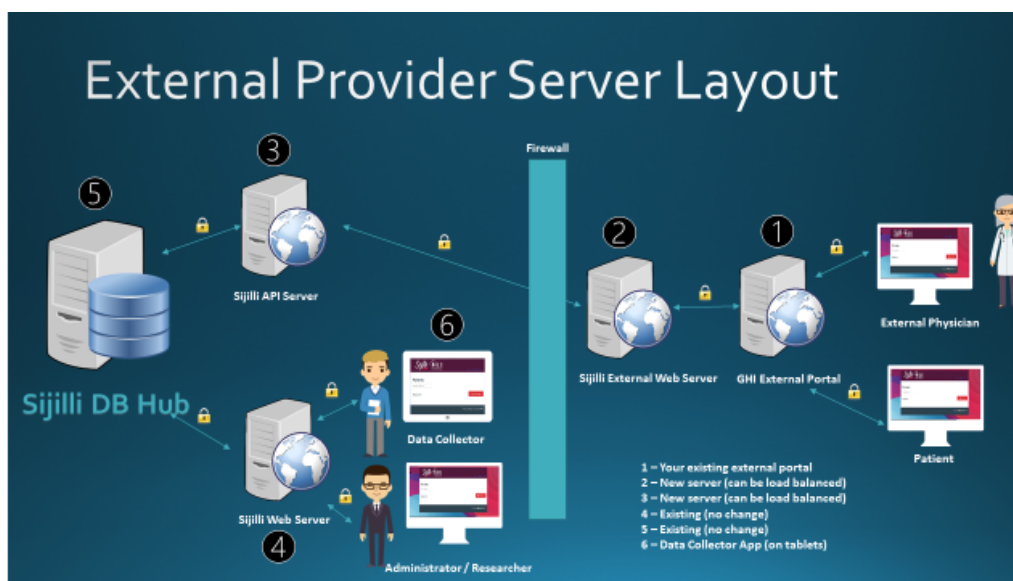 External Provider Server Layout
Firewall
3
5
2
1
Sijilli API Server
External Physician
6
Sijilli External Web Server
GHI External Portal
Sijilli DB Hub
Data Collector
Patient
1 – Your existing external portal
2 – New server (can be load balanced)
3 – New server (can be load balanced)
4 – Existing (no change)
5 – Existing (no change)
6 – Data Collector App (on tablets)
Sijilli Web Server
4
Administrator / Researcher